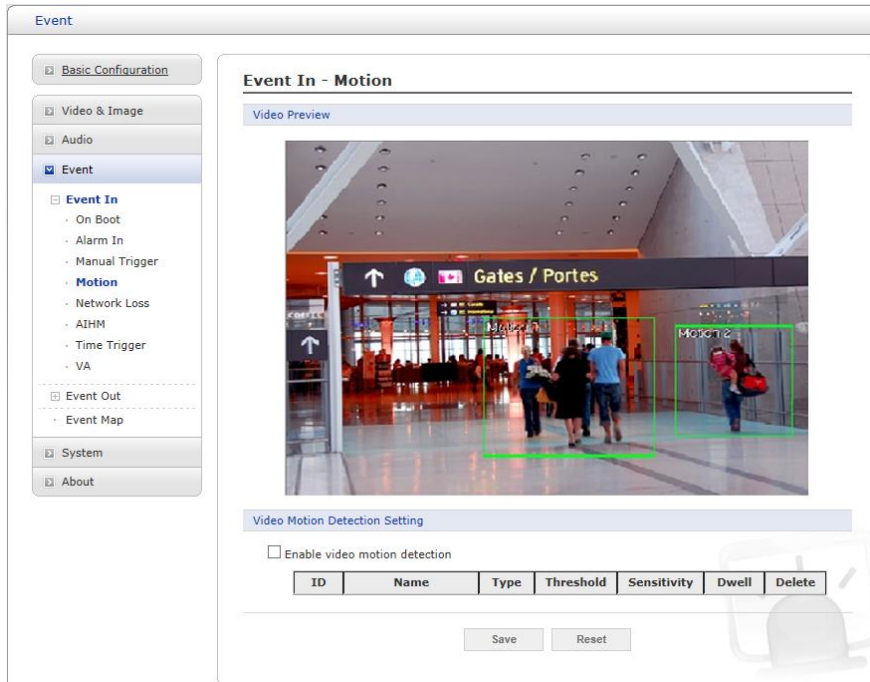 Event
Basic Configuration
Video & Image
Audio
Event
Event In
On Boot
Alarm In
Manual Trigger
Motion
Network Loss
AIHM
Time Trigger
VA
Event Out
Event Map
System
About
Event In - Motion
Video Preview
Gates / Portes
Motion 2
Video Motion Detection Setting
Enable video motion detection
ID Name Type Threshold Sensitivity Dwell Delete
Save Reset